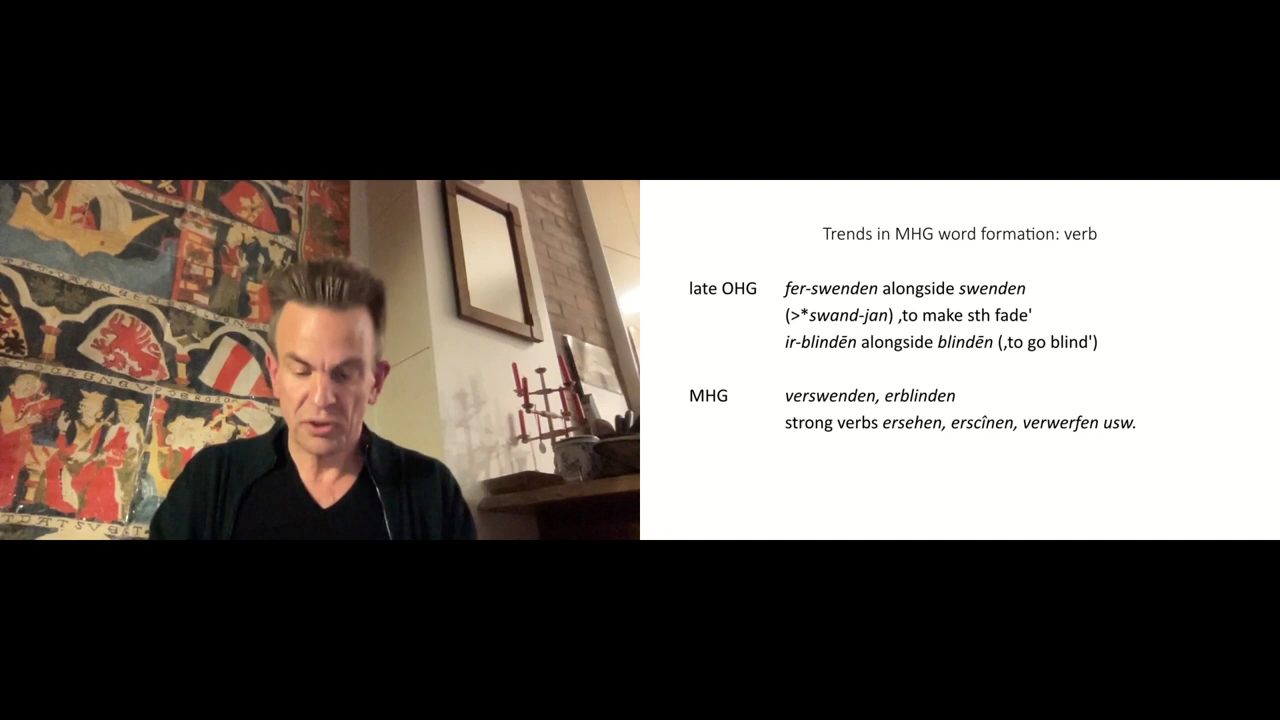 Trends in MHG word formation: verb
late OHG fer-swenden alongside swenden
(>*swand-jan) ‚to make sth fade'
ir-blindēn alongside blindēn (‚to go blind')
MHG verswenden, erblinden
strong verbs ersehen, erscînen, verwerfen usw.